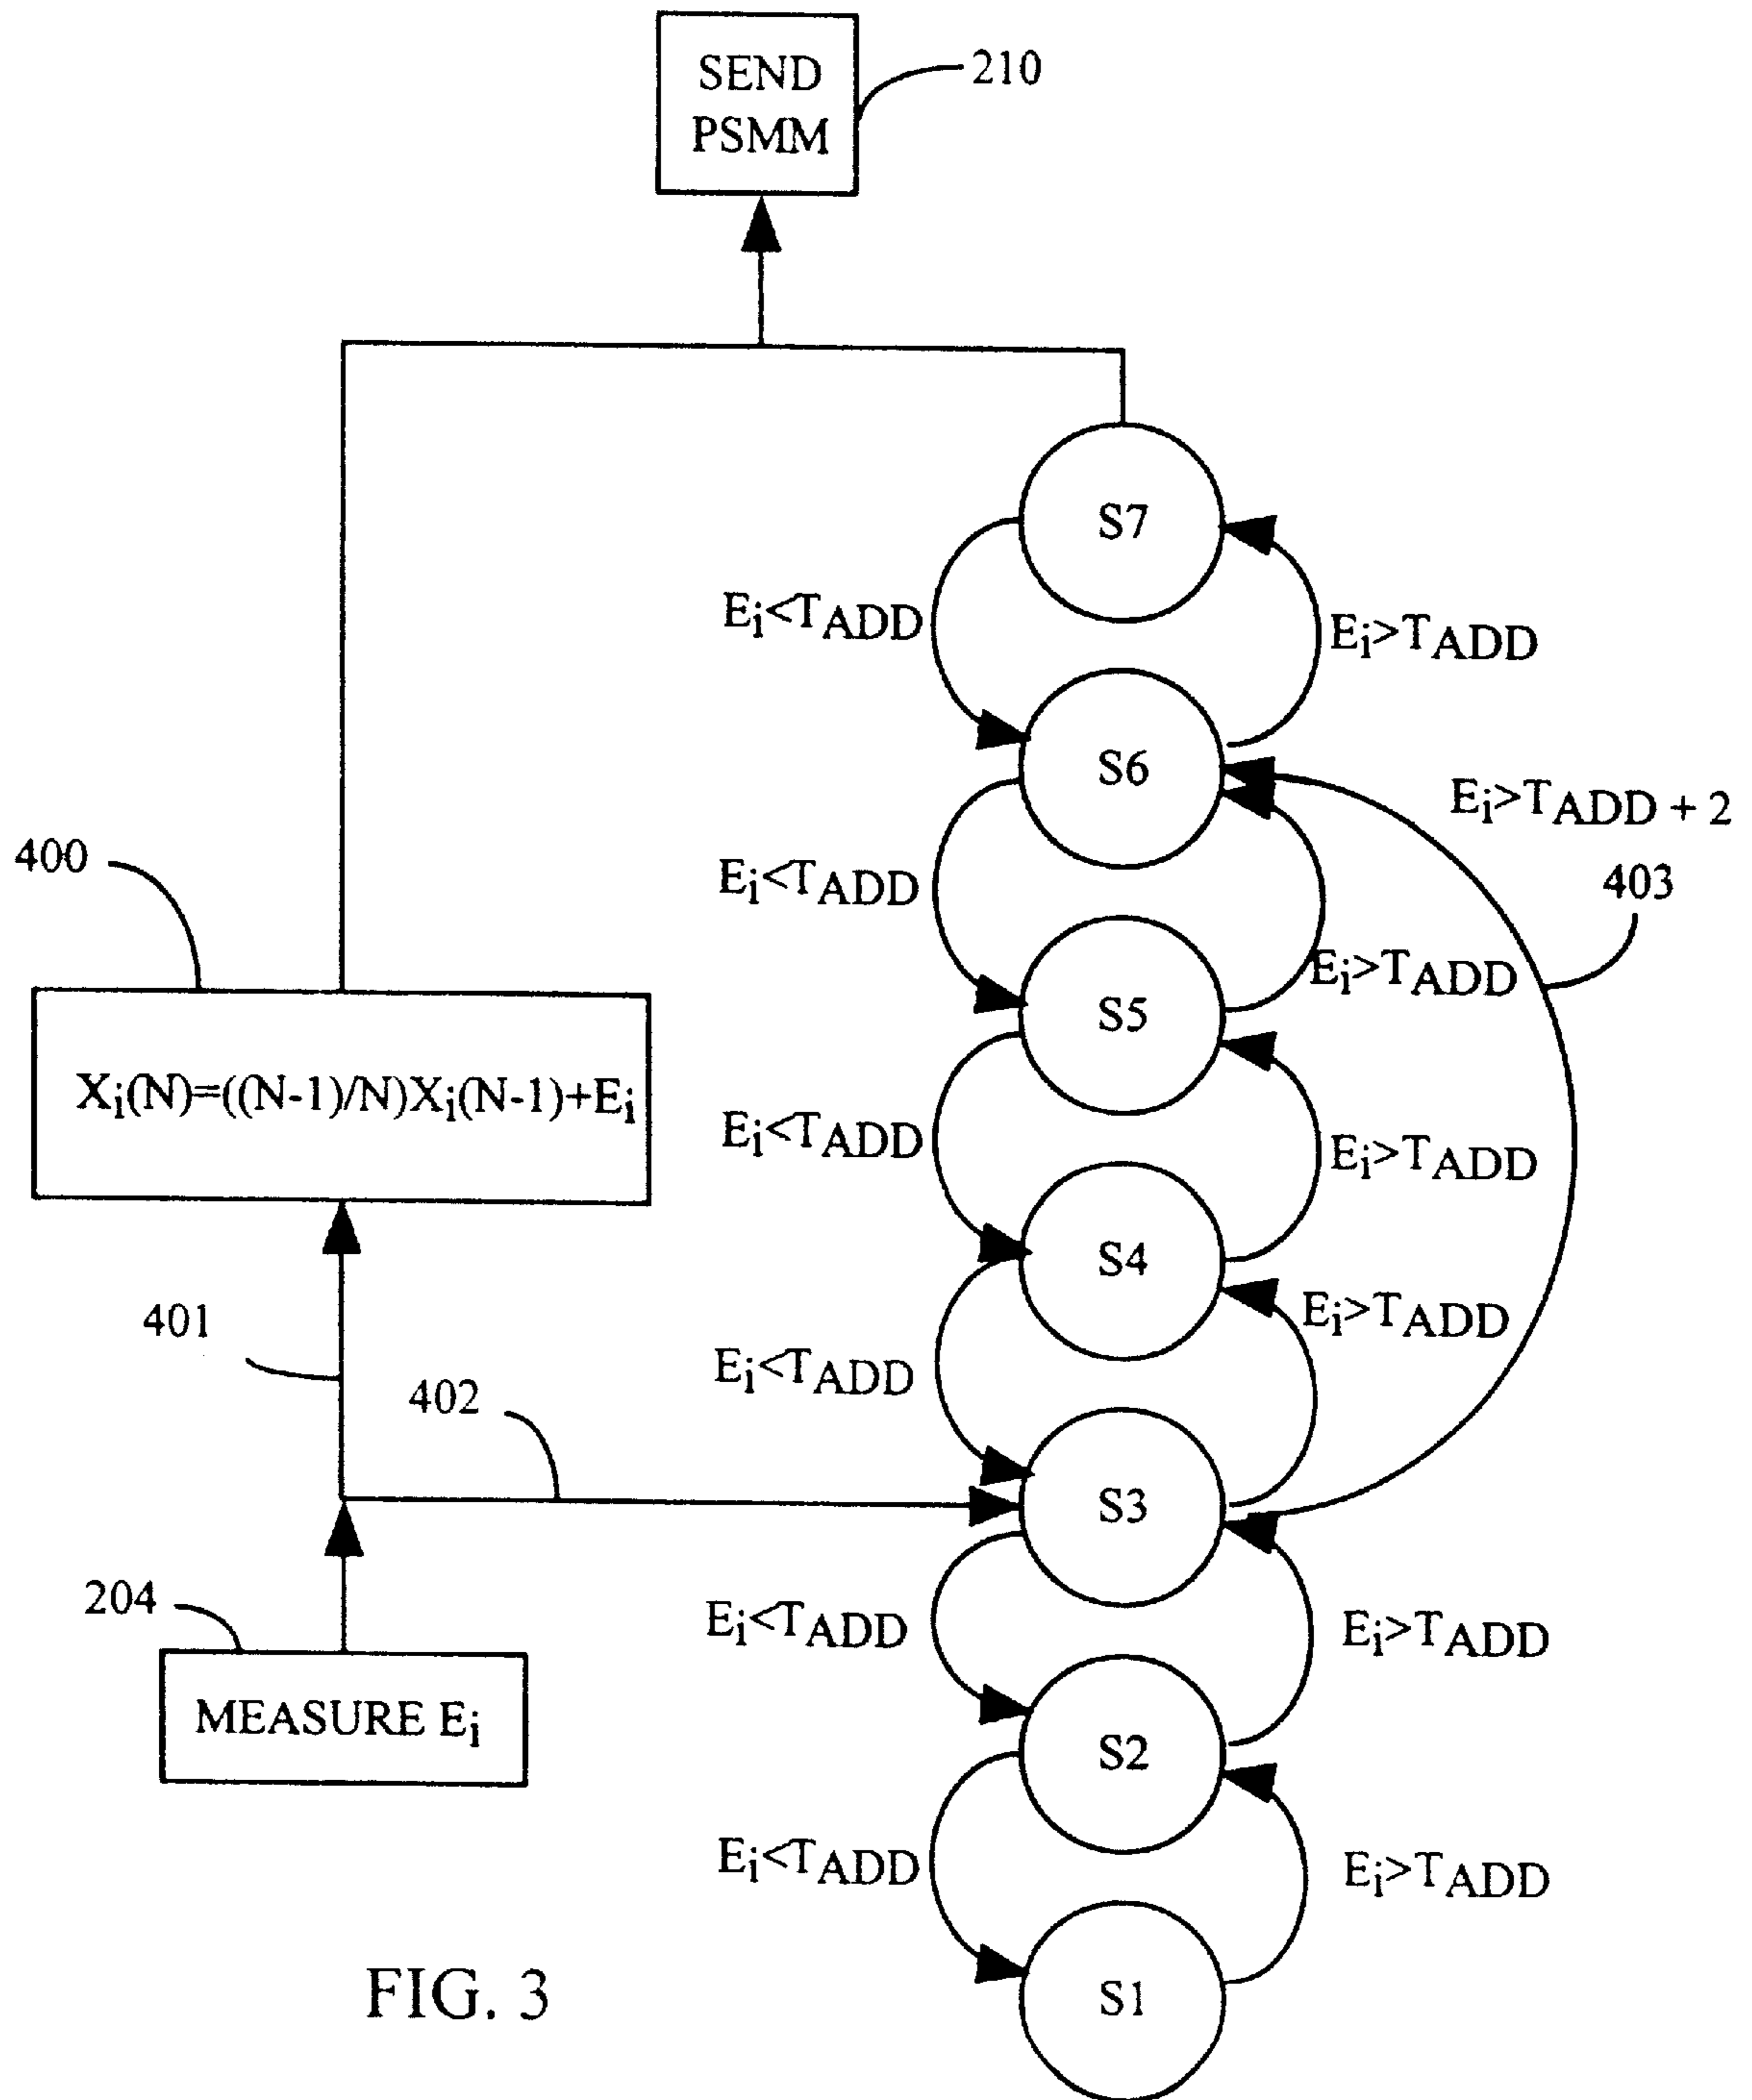 SEND
PSMM
210
S7
Ei<TADD
Ei>TADD
S6
Ei>TADD + 2
403
400
Ei<TADD
Ei>TADD
S5
Xi(N)=((N-1)/N)Xi(N-1)+Ei
Ei<TADD
Ei>TADD
S4
401
Ei>TADD
Ei<TADD
402
S3
204
Ei<TADD
Ei>TADD
MEASURE Ei
S2
Ei<TADD
Ei>TADD
S1
FIG. 3